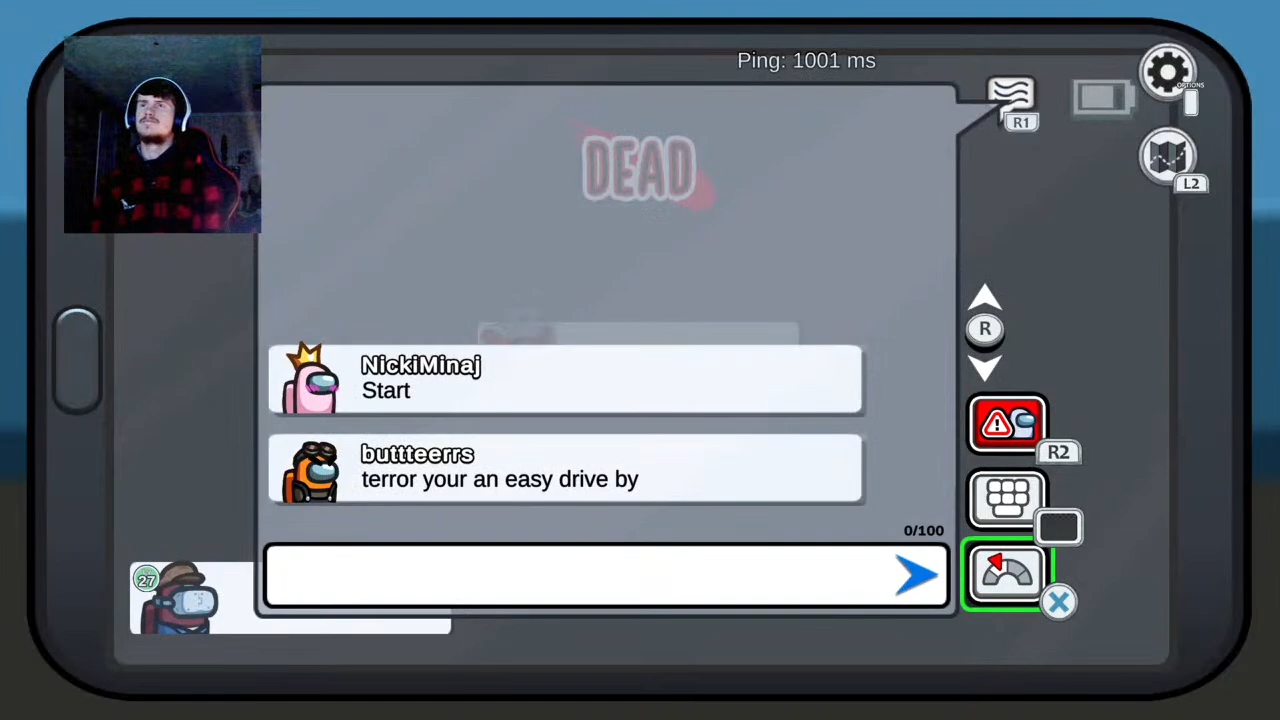 Ping: 1001 ms
OPTIONS
R1
L2
DEAD
R
NickiMinaj
Start
R2
buttteerrs
terror your an easy drive by
0/100
27